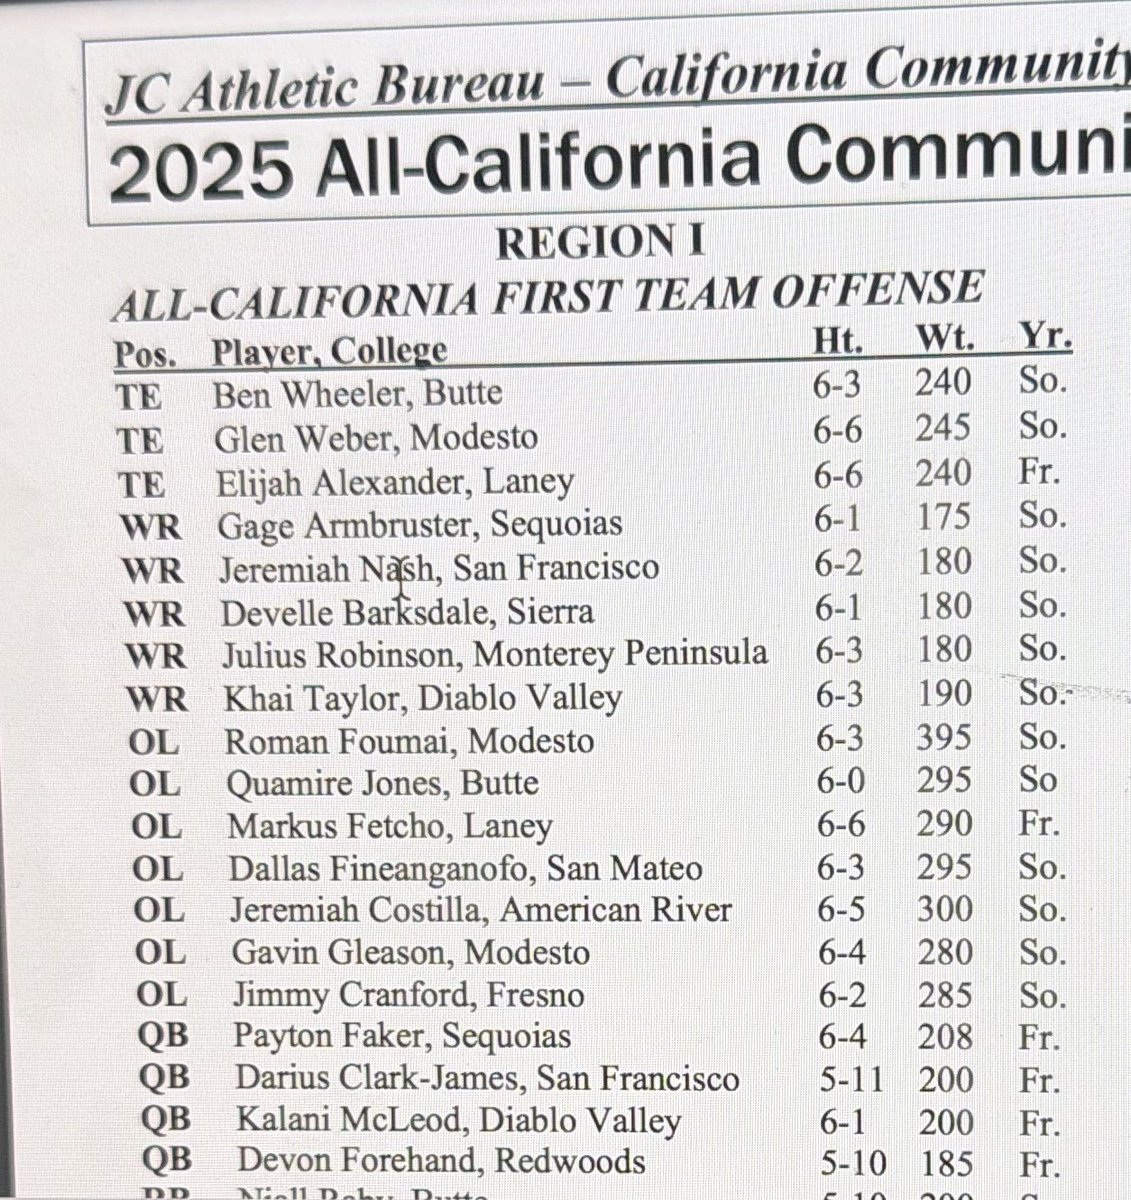 JC Athletic Bureau – California Community
2025 All-California Communi
REGION I
ALL-CALIFORNIA FIRST TEAM OFFENSE
Pos. Player, College Ht. Wt. Yr.
TE Ben Wheeler, Butte 6-3 240 So.
TE Glen Weber, Modesto 6-6 245 So.
TE Elijah Alexander, Laney 6-6 240 Fr.
WR Gage Armbruster, Sequoias 6-1 175 So.
WR Jeremiah Nash, San Francisco 6-2 180 So.
WR Develle Barksdale, Sierra 6-1 180 So.
WR Julius Robinson, Monterey Peninsula 6-3 180 So.
WR Khai Taylor, Diablo Valley 6-3 190 So.
OL Roman Foumai, Modesto 6-3 395 So.
OL Quamire Jones, Butte 6-0 295 So
OL Markus Fetcho, Laney 6-6 290 Fr.
OL Dallas Fineanganofo, San Mateo 6-3 295 So.
OL Jeremiah Costilla, American River 6-5 300 So.
OL Gavin Gleason, Modesto 6-4 280 So.
OL Jimmy Cranford, Fresno 6-2 285 So.
QB Payton Faker, Sequoias 6-4 208 Fr.
QB Darius Clark-James, San Francisco 5-11 200 Fr.
QB Kalani McLeod, Diablo Valley 6-1 200 Fr.
QB Devon Forehand, Redwoods 5-10 185 Fr.